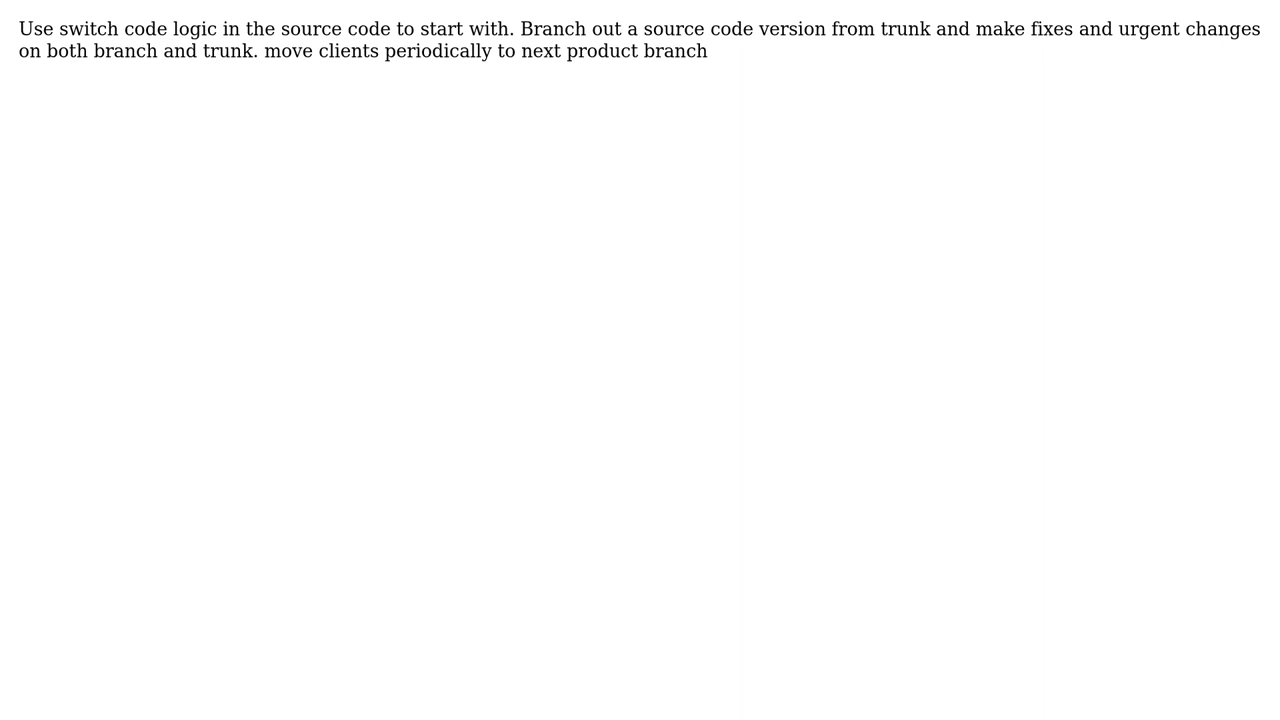 Use switch code logic in the source code to start with. Branch out a source code version from trunk and make fixes and urgent changes
on both branch and trunk. move clients periodically to next product branch